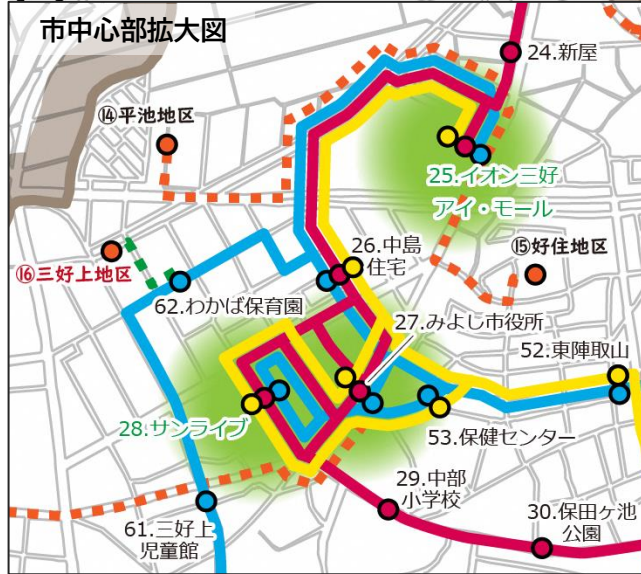 市中心部拡大図
24.新屋
⑭平池地区
25.イオン三好
アイ・モール
26.中島
住宅
⑮好住地区
⑯三好上地区
62.わかば保育園
27.みよし市役所
52.東陣取山
28.サンライブ
53.保健センター
29.中部
小学校
30.保田ヶ池
公園
61.三好上
児童館